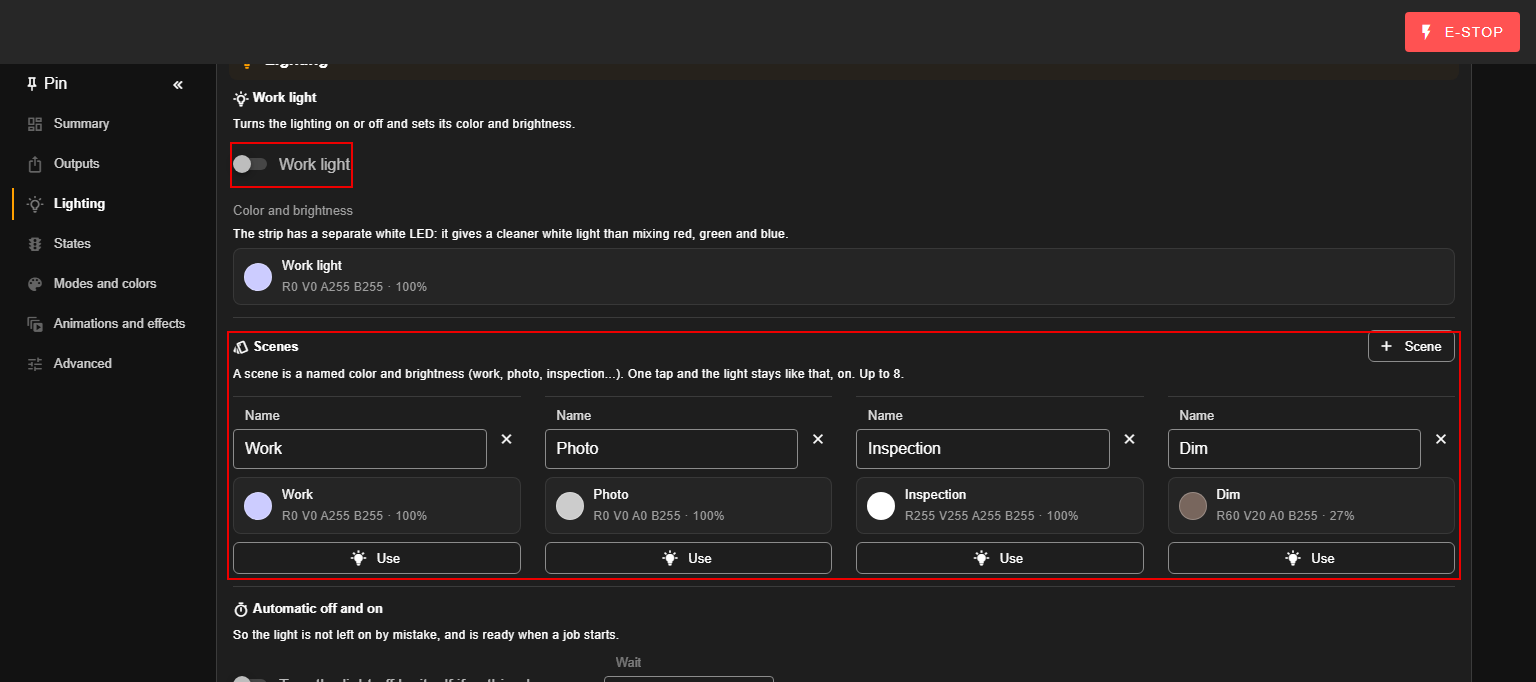 E-STOP
Pin
Summary
Outputs
Lighting
States
Modes and colors
Animations and effects
Advanced
Lighting
Work light
Turns the lighting on or off and sets its color and brightness.
Work light
Color and brightness
The strip has a separate white LED: it gives a cleaner white light than mixing red, green and blue.
Work light
R0 V0 A255 B255 · 100%
Scenes
Scene
A scene is a named color and brightness (work, photo, inspection...). One tap and the light stays like that, on. Up to 8.
Name
Work
Work
R0 V0 A255 B255 · 100%
Use
Name
Photo
Photo
R0 V0 A0 B255 · 100%
Use
Name
Inspection
Inspection
R255 V255 A255 B255 · 100%
Use
Name
Dim
Dim
R60 V20 A0 B255 · 27%
Use
Automatic off and on
So the light is not left on by mistake, and is ready when a job starts.
Wait